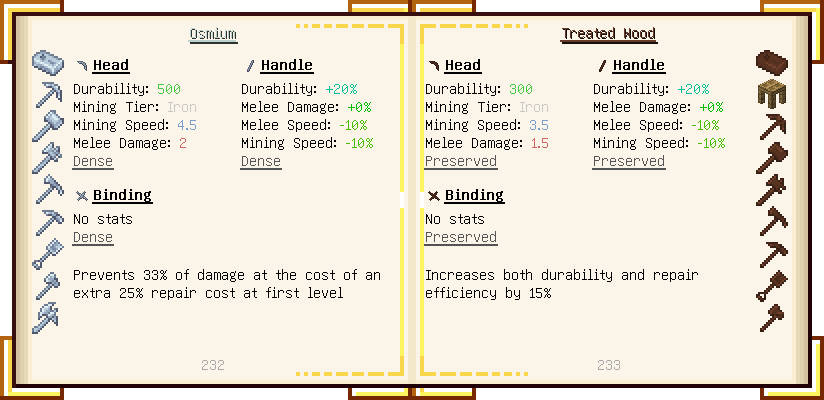 Osmium
Head
Durability: 500
Mining Tier: Iron
Mining Speed: 4.5
Melee Damage: 2
Dense
Handle
Durability: +20%
Melee Damage: +0%
Melee Speed: -10%
Mining Speed: -10%
Dense
Binding
No stats
Dense
Prevents 33% of damage at the cost of an
extra 25% repair cost at first level
232
Treated Wood
Head
Durability: 300
Mining Tier: Iron
Mining Speed: 3.5
Melee Damage: 1.5
Preserved
Handle
Durability: +20%
Melee Damage: +0%
Melee Speed: -10%
Mining Speed: -10%
Preserved
Binding
No stats
Preserved
Increases both durability and repair
efficiency by 15%
233